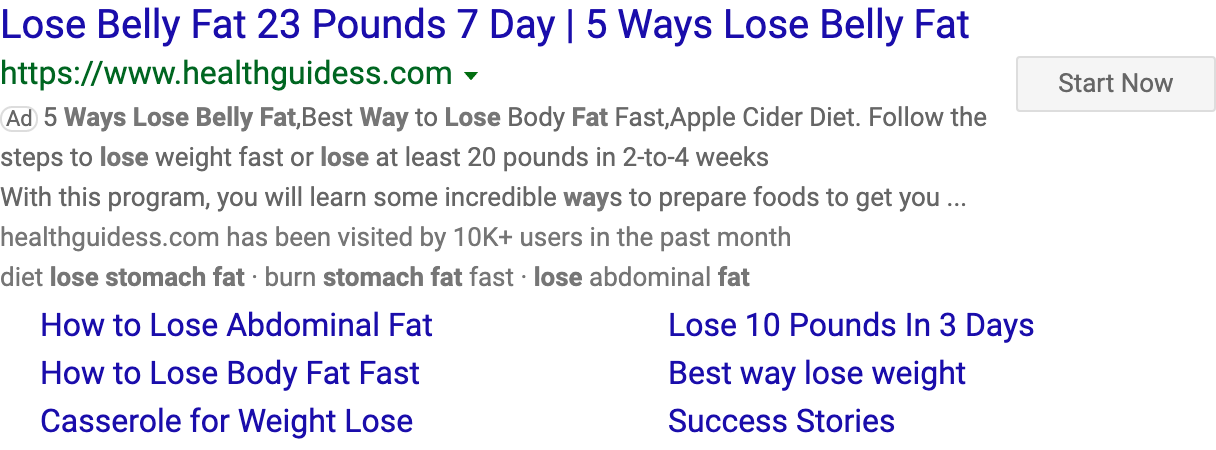 Lose Belly Fat 23 Pounds 7 Day | 5 Ways Lose Belly Fat
https://www.healthguidess.com
Start Now
Ad 5 Ways Lose Belly Fat,Best Way to Lose Body Fat Fast,Apple Cider Diet. Follow the
steps to lose weight fast or lose at least 20 pounds in 2-to-4 weeks
With this program, you will learn some incredible ways to prepare foods to get you ...
healthguidess.com has been visited by 10K+ users in the past month
diet lose stomach fat · burn stomach fat fast · lose abdominal fat
How to Lose Abdominal Fat
Lose 10 Pounds In 3 Days
How to Lose Body Fat Fast
Best way lose weight
Casserole for Weight Lose
Success Stories